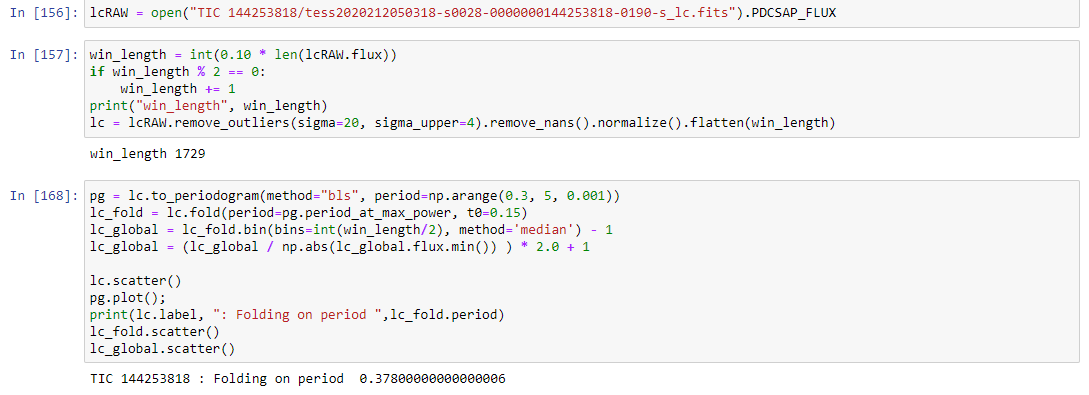 In [156]: lcRAW = open("TIC 144253818/tess2020212050318-s0028-0000000144253818-0190-s_lc.fits").PDCSAP_FLUX
In [157]: win_length = int(0.10 * len(lcRAW.flux))
if win_length % 2 == 0:
    win_length += 1
print("win_length", win_length)
lc = lcRAW.remove_outliers(sigma=20, sigma_upper=4).remove_nans().normalize().flatten(win_length)
win_length 1729
In [168]: pg = lc.to_periodogram(method="bls", period=np.arange(0.3, 5, 0.001))
lc_fold = lc.fold(period=pg.period_at_max_power, t0=0.15)
lc_global = lc_fold.bin(bins=int(win_length/2), method='median') - 1
lc_global = (lc_global / np.abs(lc_global.flux.min()) ) * 2.0 + 1
lc.scatter()
pg.plot();
print(lc.label, ": Folding on period ",lc_fold.period)
lc_fold.scatter()
lc_global.scatter()
TIC 144253818 : Folding on period  0.37800000000000006